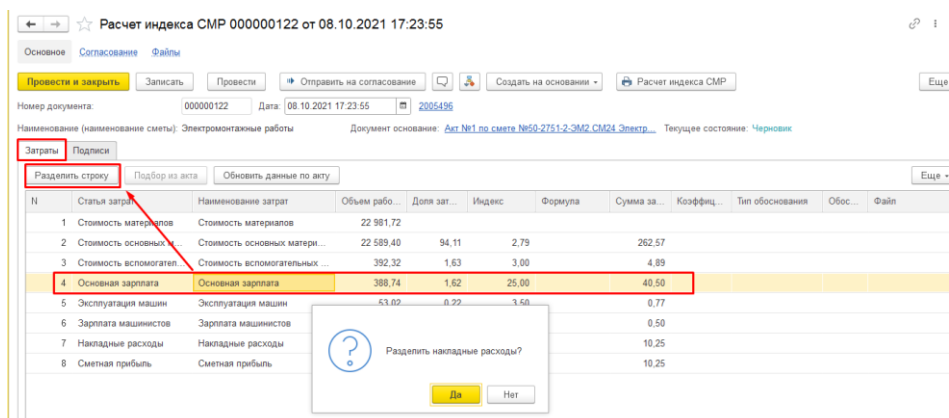 Расчет индекса СМР 000000122 от 08.10.2021 17:23:55
Основное Согласование Файлы
Провести и закрыть Записать Провести Отправить на согласование Создать на основании Расчет индекса СМР Еще
Номер документа: 000000122 Дата: 08.10.2021 17:23:55 2005496
Наименование (наименование сметы): Электромонтажные работы Документ основание: Акт №1 по смете №50-2751-2-ЭМ2.СМ24 Электр... Текущее состояние: Черновик
Затраты Подписи
Разделить строку Подбор из акта Обновить данные по акту Еще
N Статья затрат Наименование затрат Объем рабо... Доля зат... Индекс Формула Сумма за... Коэффиц... Тип обоснования Обос... Файл
1 Стоимость материалов Стоимость материалов 22 981,72
2 Стоимость основных м... Стоимость основных матери... 22 589,40 94,11 2,79 262,57
3 Стоимость вспомогател... Стоимость вспомогательных ... 392,32 1,63 3,00 4,89
4 Основная зарплата Основная зарплата 388,74 1,62 25,00 40,50
5 Эксплуатация машин Эксплуатация машин 53,02 0,22 3,50 0,77
6 Зарплата машинистов Зарплата машинистов 0,50
7 Накладные расходы Накладные расходы 10,25
8 Сметная прибыль Сметная прибыль 10,25
Разделить накладные расходы?
Да Нет